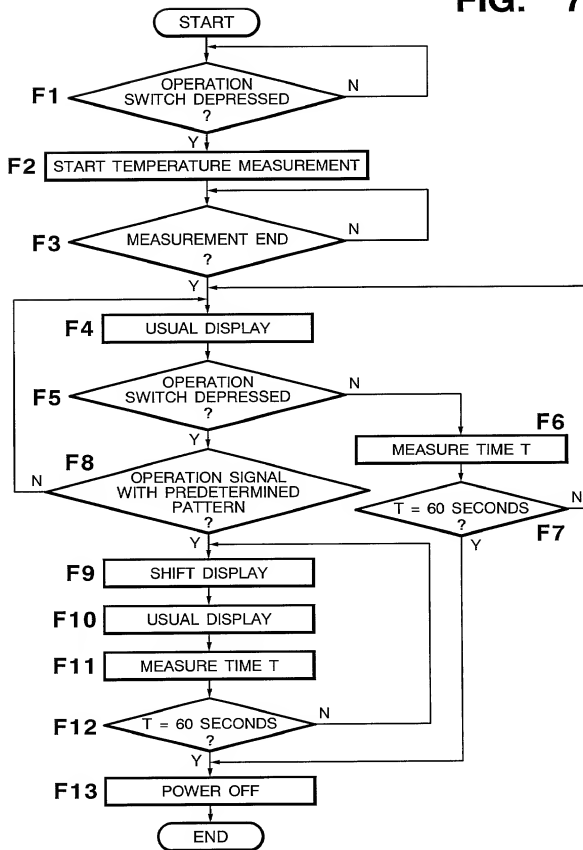 FIG. 7
START
F1
OPERATION
SWITCH DEPRESSED
?
N
Y
F2
START TEMPERATURE MEASUREMENT
F3
MEASUREMENT END
?
N
Y
F4
USUAL DISPLAY
F5
OPERATION
SWITCH DEPRESSED
?
N
Y
F6
MEASURE TIME T
F7
T = 60 SECONDS
?
N
Y
F8
OPERATION SIGNAL
WITH PREDETERMINED
PATTERN
?
N
Y
F9
SHIFT DISPLAY
F10
USUAL DISPLAY
F11
MEASURE TIME T
F12
T = 60 SECONDS
?
N
Y
F13
POWER OFF
END